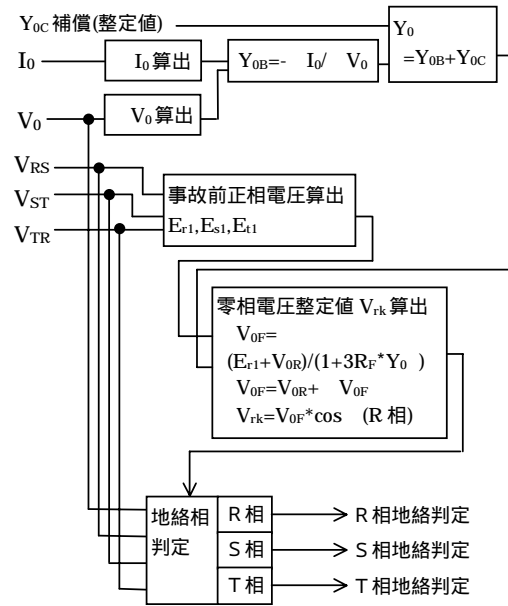 Y0C 補償(整定値)
I0
I0 算出
Y0B=- I0/ V0
Y0
=Y0B+Y0C
V0
V0 算出
VRS
VST
VTR
事故前正相電圧算出
Er1,Es1,Et1
零相電圧整定値 Vrk 算出
V0F=
(Er1+V0R)/(1+3RF*Y0 )
V0F=V0R+ V0F
Vrk=V0F*cos (R 相)
地絡相
判定
R 相
R 相地絡判定
S 相
S 相地絡判定
T 相
T 相地絡判定